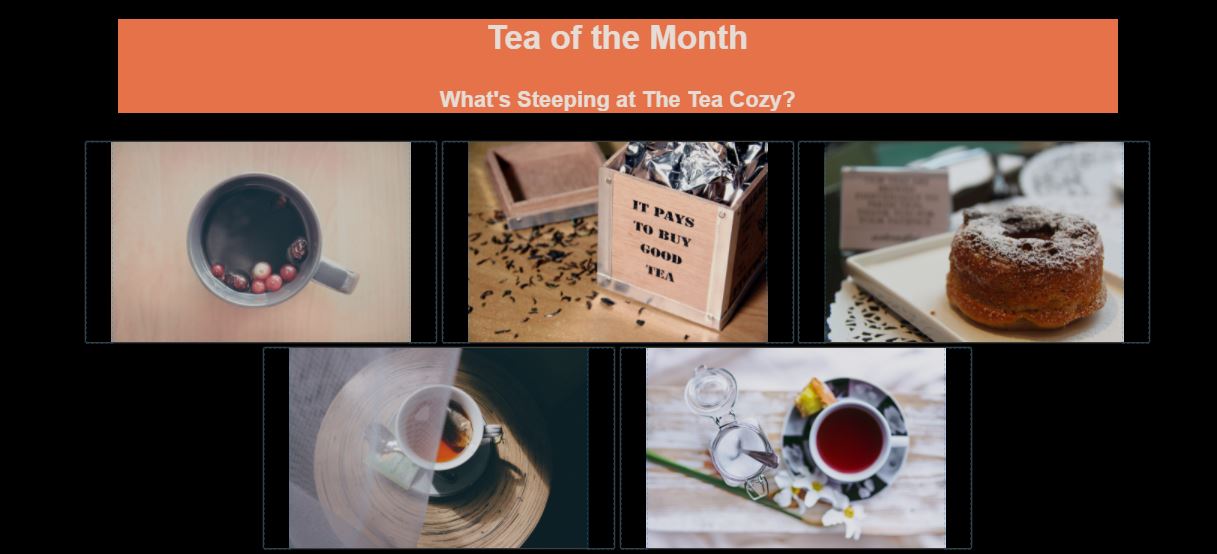 Tea of the Month
What's Steeping at The Tea Cozy?
IT PAYS
TO BUY
GOOD
TEA